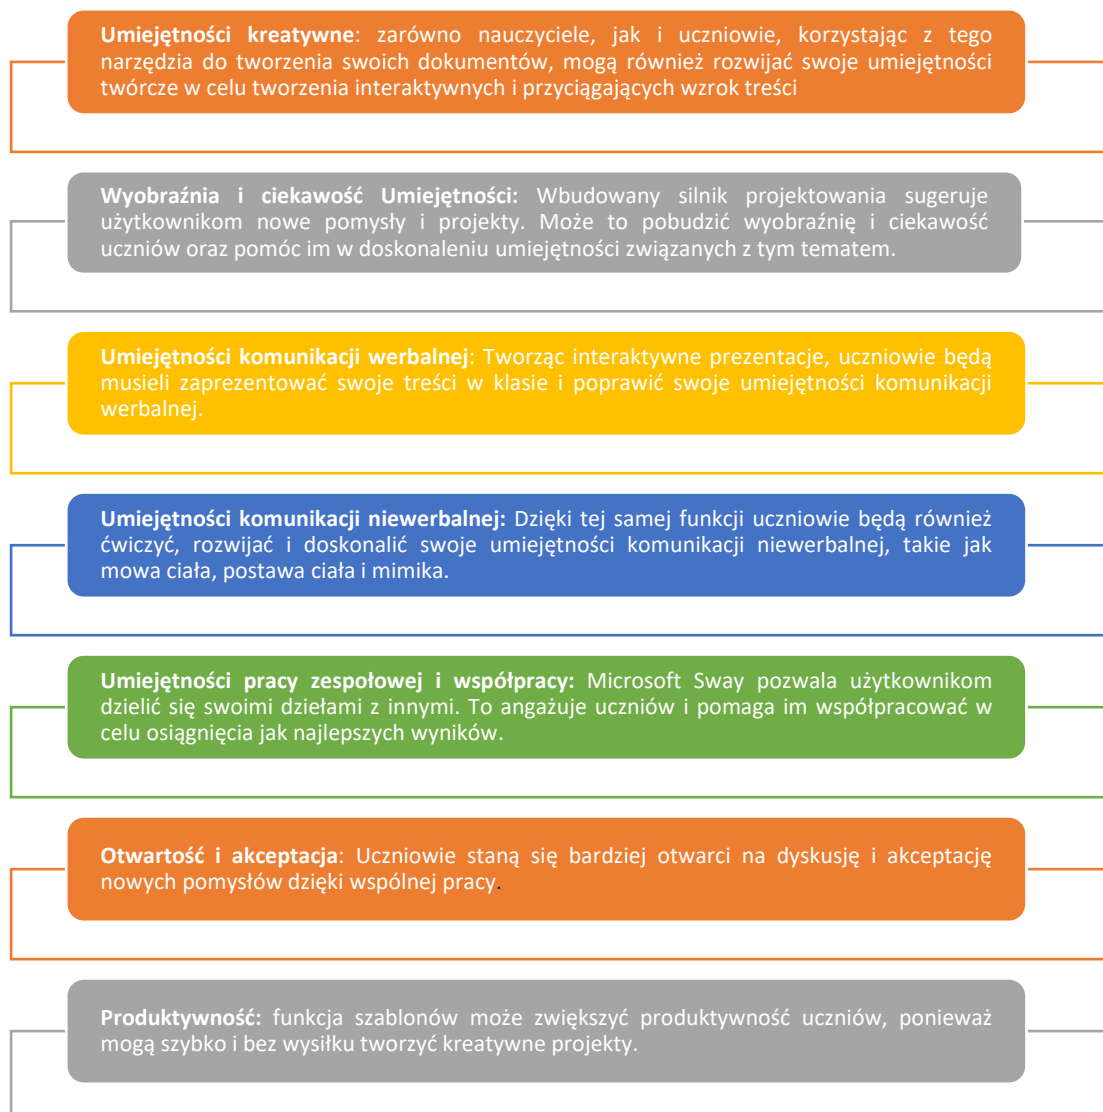 Umiejętności kreatywne: zarówno nauczyciele, jak i uczniowie, korzystając z tego
narzędzia do tworzenia swoich dokumentów, mogą również rozwijać swoje umiejętności
twórcze w celu tworzenia interaktywnych i przyciągających wzrok treści
Wyobraźnia i ciekawość Umiejętności: Wbudowany silnik projektowania sugeruje
użytkownikom nowe pomysły i projekty. Może to pobudzić wyobraźnię i ciekawość
uczniów oraz pomóc im w doskonaleniu umiejętności związanych z tym tematem.
Umiejętności komunikacji werbalnej: Tworząc interaktywne prezentacje, uczniowie będą
musieli zaprezentować swoje treści w klasie i poprawić swoje umiejętności komunikacji
werbalnej.
Umiejętności komunikacji niewerbalnej: Dzięki tej samej funkcji uczniowie będą również
ćwiczyć, rozwijać i doskonalić swoje umiejętności komunikacji niewerbalnej, takie jak
mowa ciała, postawa ciała i mimika.
Umiejętności pracy zespołowej i współpracy: Microsoft Sway pozwala użytkownikom
dzielić się swoimi dziełami z innymi. To angażuje uczniów i pomaga im współpracować w
celu osiągnięcia jak najlepszych wyników.
Otwartość i akceptacja: Uczniowie staną się bardziej otwarci na dyskusję i akceptację
nowych pomysłów dzięki wspólnej pracy.
Produktywność: funkcja szablonów może zwiększyć produktywność uczniów, ponieważ
mogą szybko i bez wysiłku tworzyć kreatywne projekty.